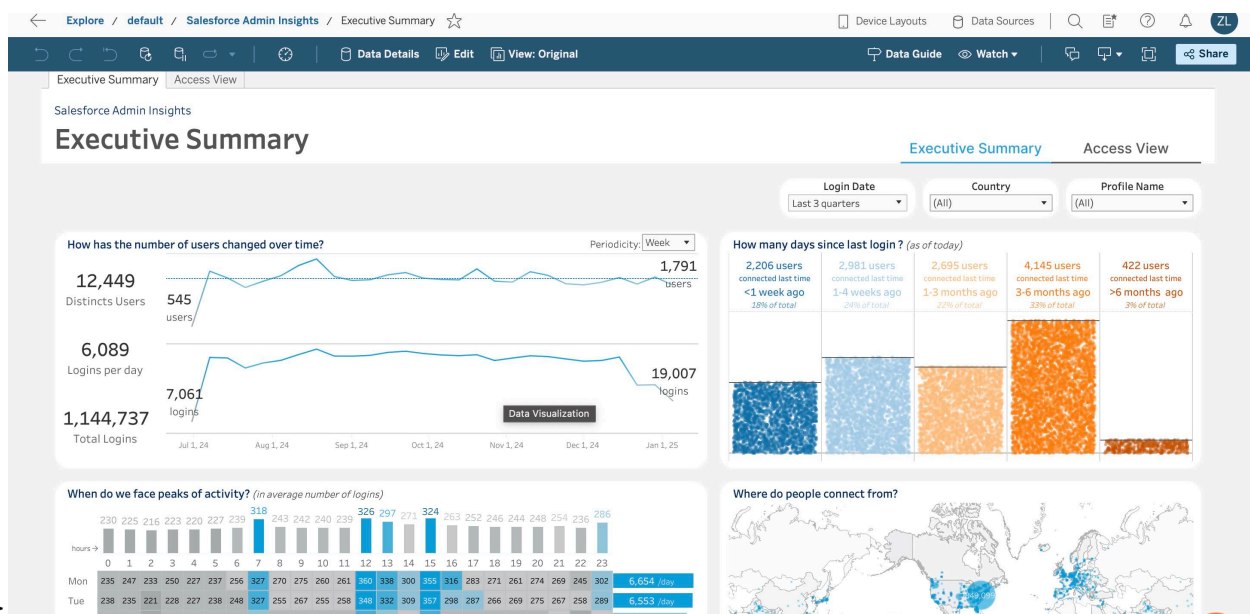 Explore / default / Salesforce Admin Insights / Executive Summary
Device Layouts Data Sources ZL
Data Details Edit View: Original Data Guide Watch Share
Executive Summary Access View
Salesforce Admin Insights
Executive Summary
Executive Summary Access View
Login Date Country Profile Name
Last 3 quarters (All) (All)
How has the number of users changed over time? Periodicity: Week
12,449
Distincts Users
545
users
1,791
users
6,089
Logins per day
7,061
logins
19,007
logins
1,144,737
Total Logins
Data Visualization
Jul 1, 24 Aug 1, 24 Sep 1, 24 Oct 1, 24 Nov 1, 24 Dec 1, 24 Jan 1, 25
How many days since last login ? (as of today)
2,206 users 2,981 users 2,695 users 4,145 users 422 users
connected last time connected last time connected last time connected last time connected last time
<1 week ago 1-4 weeks ago 1-3 months ago 3-6 months ago >6 months ago
18% of total 24% of total 22% of total 33% of total 3% of total
When do we face peaks of activity? (in average number of logins)
230 225 216 223 220 227 239 318 243 242 240 239 326 297 271 324 263 252 246 244 248 254 236 286
hours→
0 1 2 3 4 5 6 7 8 9 10 11 12 13 14 15 16 17 18 19 20 21 22 23
Mon 235 247 233 250 227 237 256 327 270 275 260 261 360 338 300 355 316 283 271 261 274 269 245 302 6,654 /day
Tue 238 235 221 228 227 238 248 327 255 267 255 258 348 332 309 357 298 287 266 269 275 267 258 289 6,553 /day
Where do people connect from?